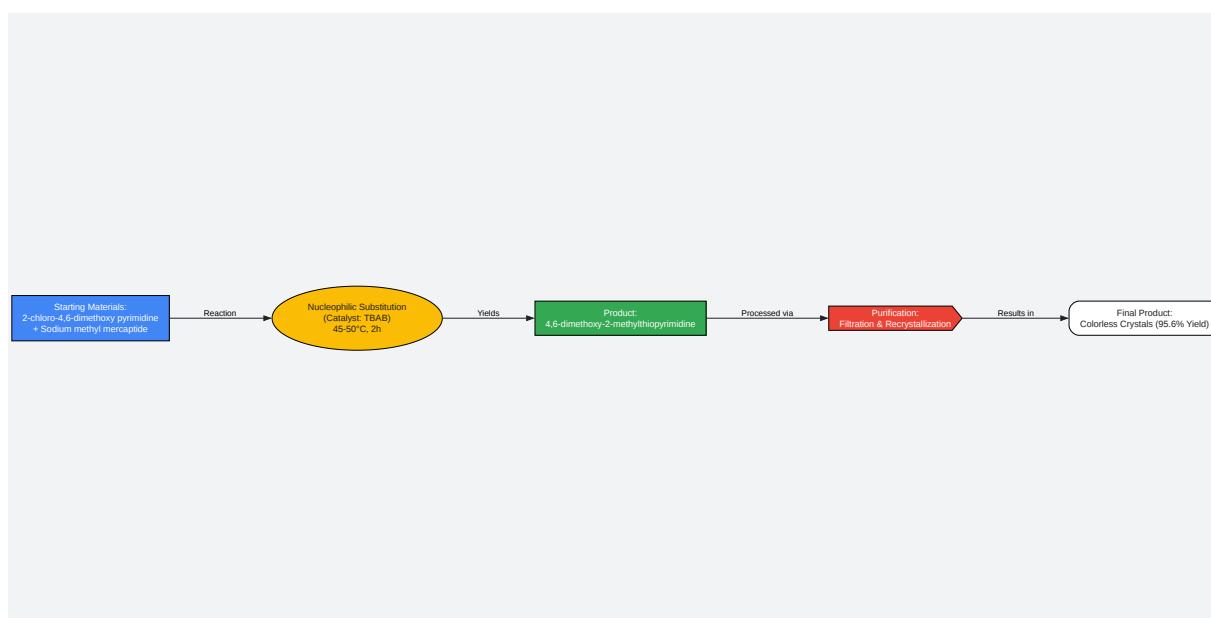 Starting Materials:
2-chloro-4,6-dimethoxy pyrimidine
+ Sodium methyl mercaptide
Reaction
Nucleophilic Substitution
(Catalyst: TBAB)
45-50°C, 2h
Yields
Product:
4,6-dimethoxy-2-methylthiopyrimidine
Processed via
Purification:
Filtration & Recrystallization
Results in
Final Product:
Colorless Crystals (95.6% Yield)